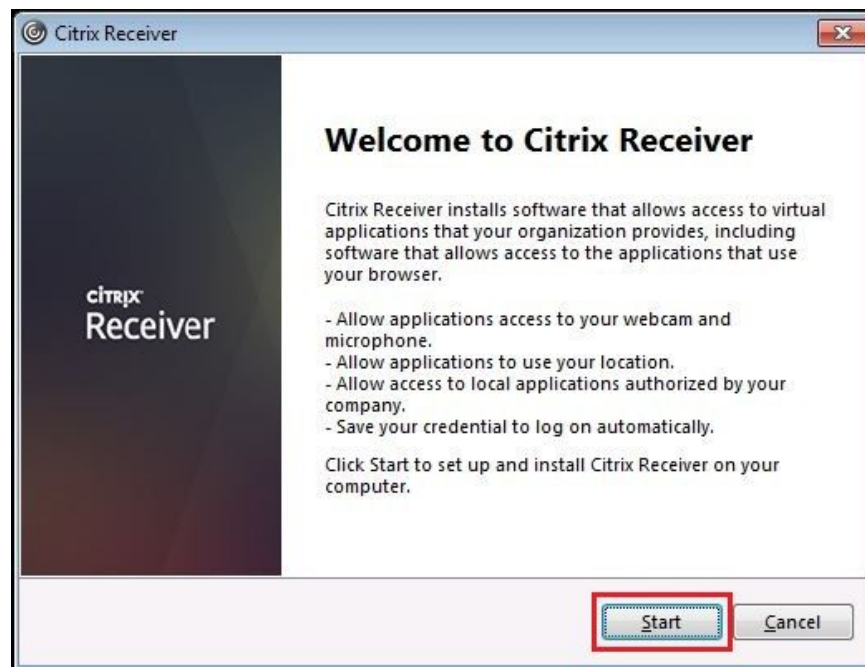 Citrix Receiver
Welcome to Citrix Receiver
Citrix Receiver installs software that allows access to virtual
applications that your organization provides, including
software that allows access to the applications that use
your browser.
- Allow applications access to your webcam and
microphone.
- Allow applications to use your location.
- Allow access to local applications authorized by your
company.
- Save your credential to log on automatically.
Click Start to set up and install Citrix Receiver on your
computer.
CITRIX
Receiver
Start
Cancel